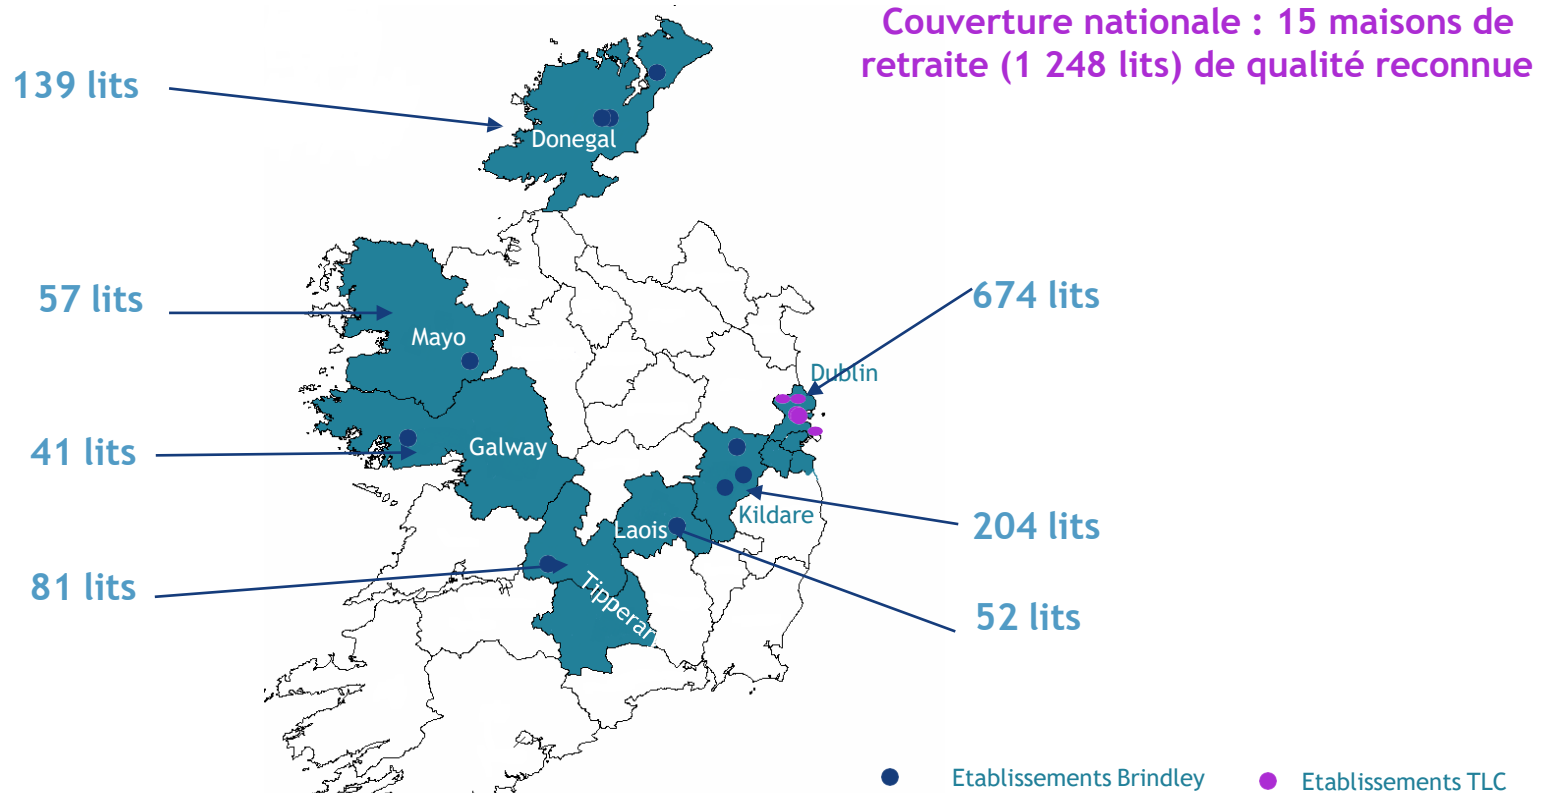 Couverture nationale : 15 maisons de
retraite (1 248 lits) de qualité reconnue
139 lits
Donegal
57 lits
674 lits
Mayo
Dublin
41 lits
Galway
Kildare
204 lits
Laois
81 lits
Tipperar
52 lits
Etablissements Brindley
Etablissements TLC